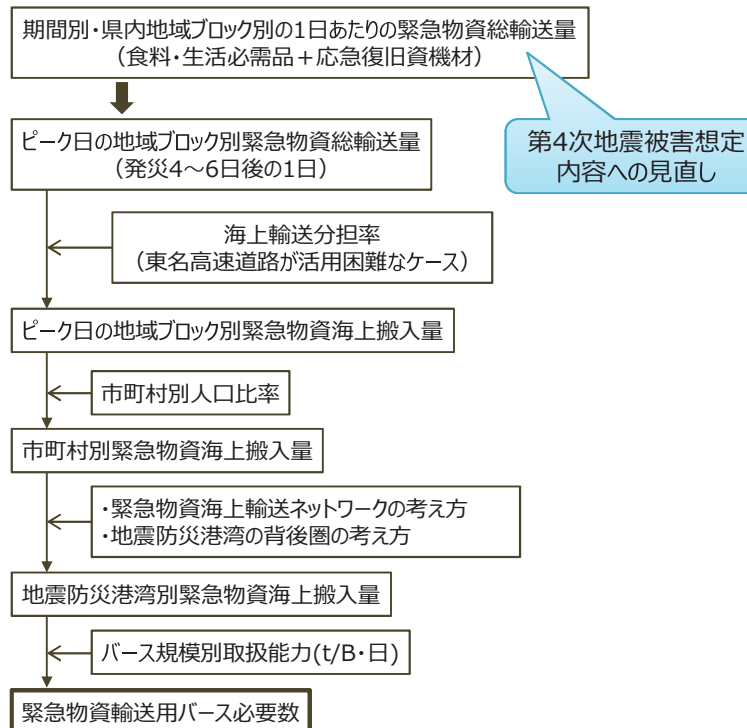 期間別・県内地域ブロック別の1日あたりの緊急物資総輸送量
（食料・生活必需品＋応急復旧資機材）
第4次地震被害想定
内容への見直し
ピーク日の地域ブロック別緊急物資総輸送量
（発災4～6日後の1日）
海上輸送分担率
（東名高速道路が活用困難なケース）
ピーク日の地域ブロック別緊急物資海上搬入量
市町村別人口比率
市町村別緊急物資海上搬入量
・緊急物資海上輸送ネットワークの考え方
・地震防災港湾の背後圏の考え方
地震防災港湾別緊急物資海上搬入量
バース規模別取扱能力(t/B・日)
緊急物資輸送用バース必要数